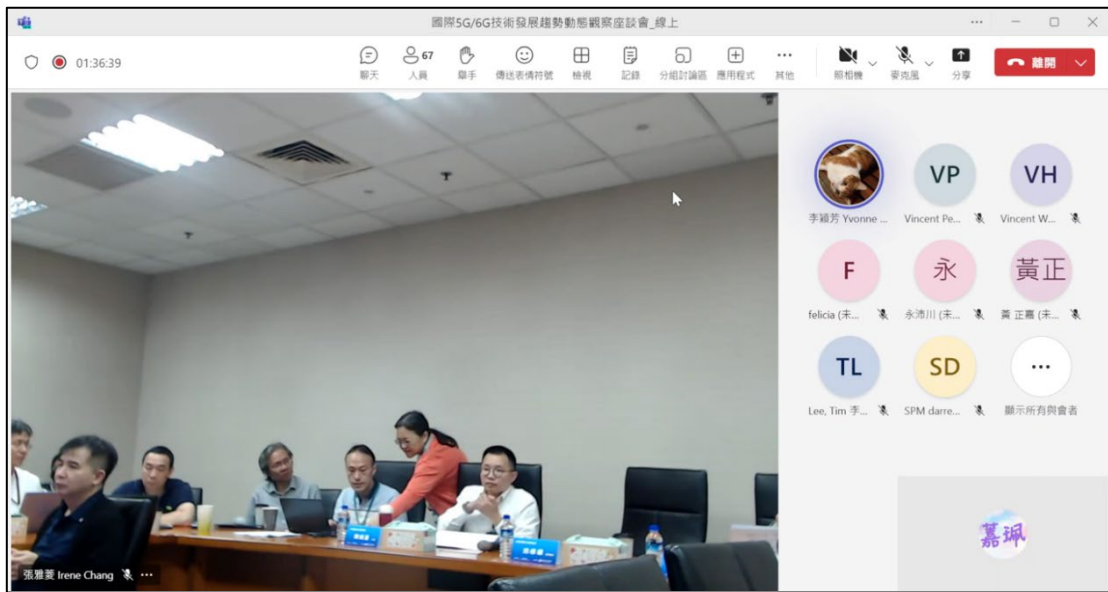 國際5G/6G技術發展趨勢動態觀察座談會_線上
01:36:39
聊天
67
人員
舉手
傳送表情符號
檢視
記錄
分組討論區
應用程式
其他
照相機
麥克風
分享
離開
VP
VH
李穎芳 Yvonne ...
Vincent Pe...
Vincent W...
F
永
黃正
felicia (未...
永沛川 (未...
黃 正嘉 (未...
TL
SD
Lee, Tim 李...
SPM darre...
顯示所有與會者
嘉珮
張雅菱 Irene Chang